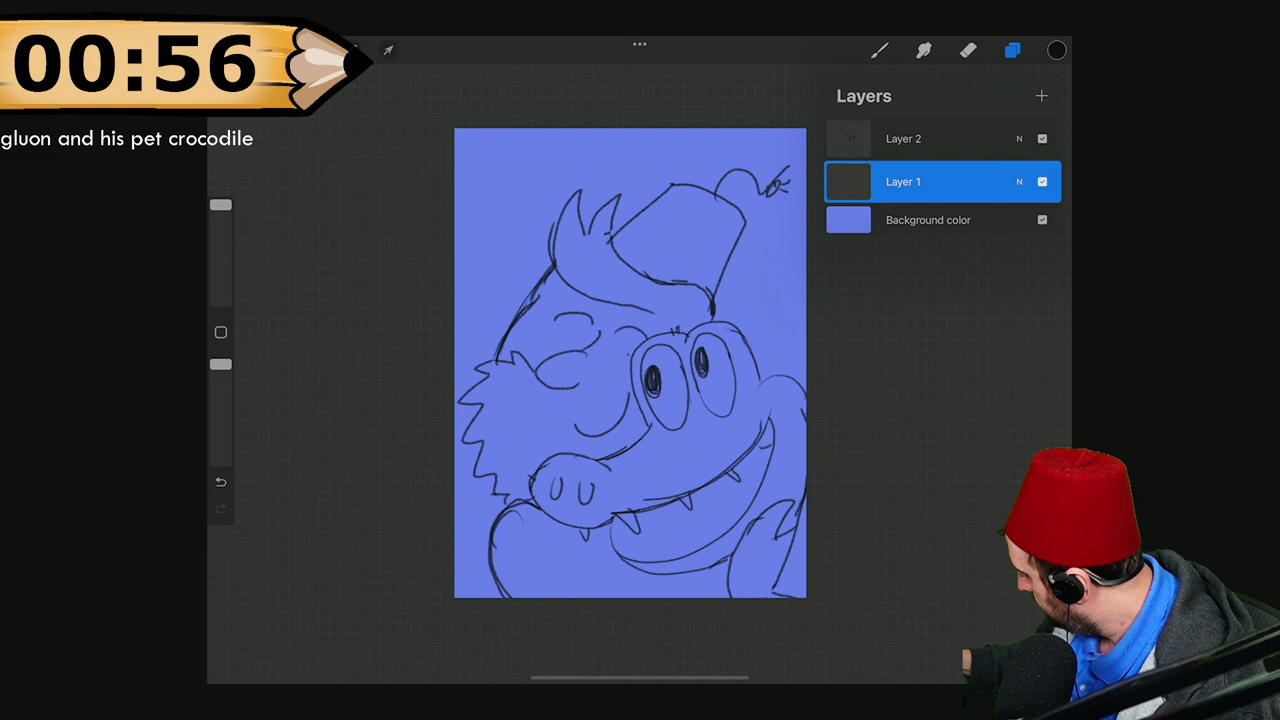 00:56
gluon and his pet crocodile
Layers
Layer 2 N
Layer 1 N
Background color